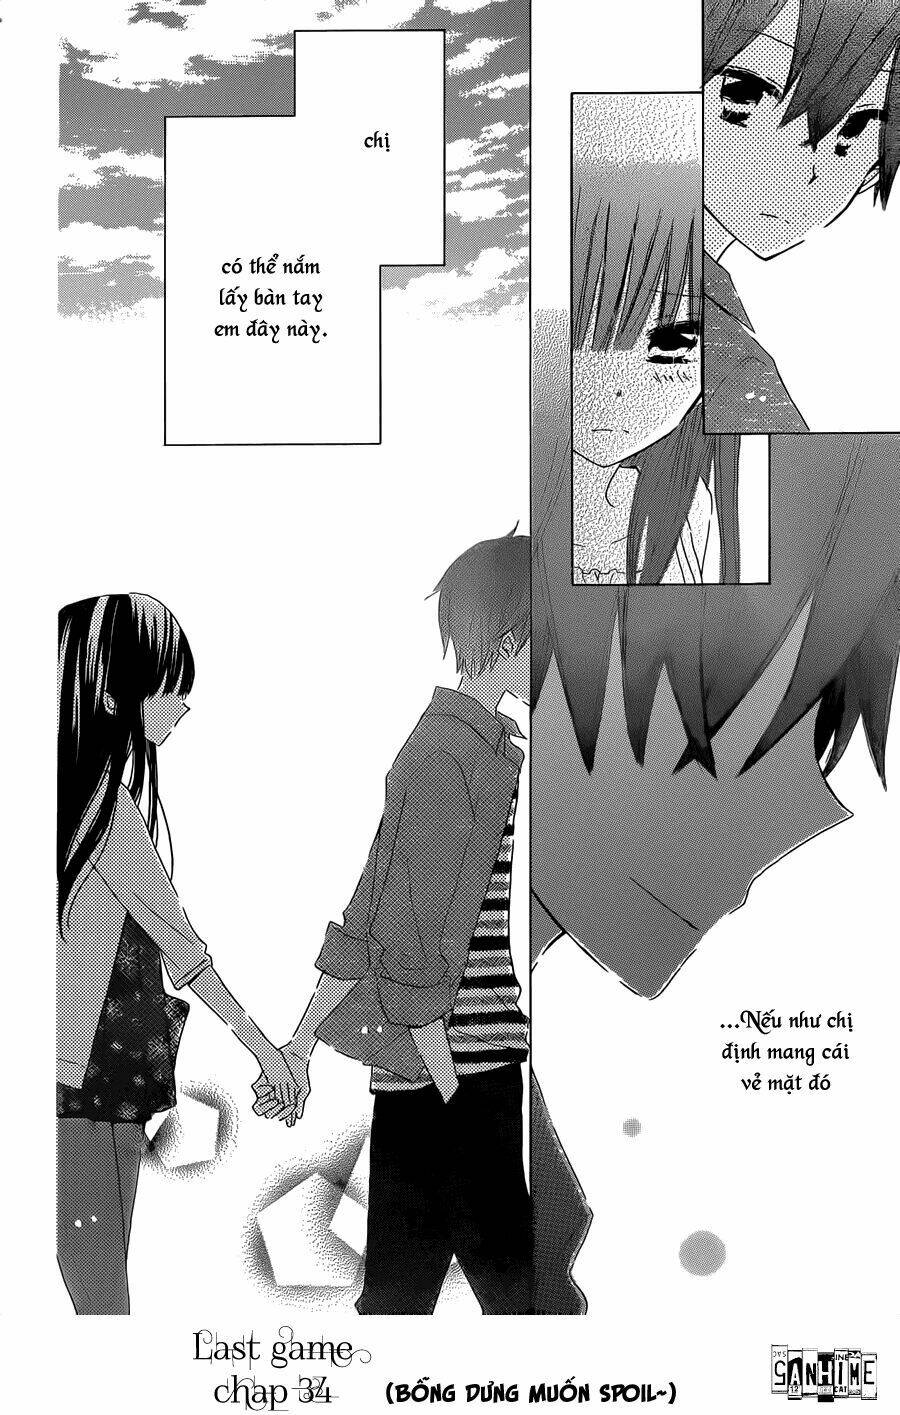 ...Nếu như chị
định mang cái
vẻ mặt đó
chị
có thể nắm
lấy bàn tay
em đây này.
Last game
chap 34
(BỖNG DƯNG MUỐN SPOIL~)
SANHIME